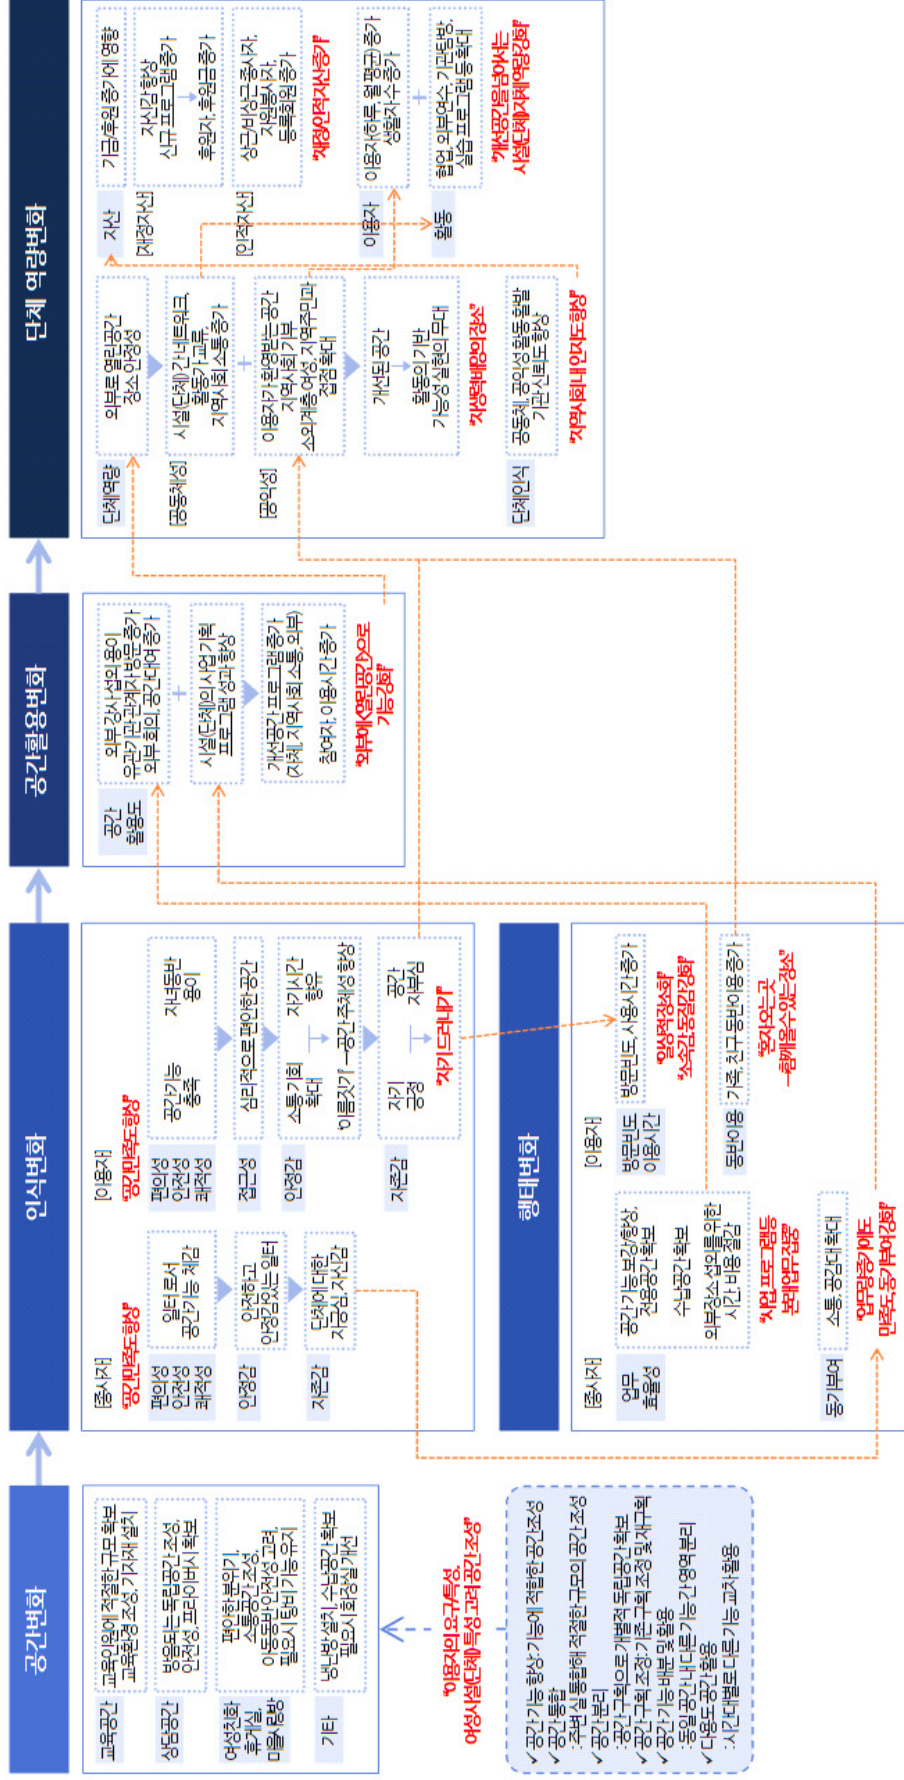 공간변화
교육공간
교육인원에 적절한 규모 확보
교육환경 조성, 기자재 설치
상담공간
방음되는 독립공간 조성,
안전성, 프라이버시 확보
여성친화
휴게실,
마을사랑방
편안한 분위기,
소통공간 조성,
아동동반 안전성 고려,
필요시 탕비 기능 유지
기타
냉난방 설치, 수납공간 확보
필요시 화장실 개선
"이용자의 요구/특성,
여성시설(단체) 특성 고려 공간 조성"
✓ 공간 기능 향상: 기능에 적합한 공간 조성
✓ 공간 통합
: 주변 실 통합해 적절한 규모의 공간 조성
✓ 공간 분리
: 공간 구획으로 개별적 독립공간 확보
✓ 공간 구획 조정: 기존 구획 조정 및 재구획
✓ 공간 기능 배분 및 활용
: 동일 공간 내 다른 기능 간 영역 분리
✓ 다용도 공간 활용
: 시간대별로 다른 기능 교차 활용
인식변화
[종사자]
"공간만족도 향상"
편의성
안전성
쾌적성
일터로서
공간기능 체감
안정감
안전하고
안정감있는 일터
자존감
단체에 대한
자긍심, 자신감
[이용자]
"공간만족도 향상"
편의성
안전성
쾌적성
공간기능
충족
자녀동반
용이
접근성
심리적으로 편안한 공간
안정감
소통기회
확대
자기시간
향유
'이름짓기' → 공간 주체성 향상
자존감
자기
긍정
공간
자부심
"자기 드러내기"
행태변화
[종사자]
업무
효율성
공간 기능 보강/향상,
전용공간 확보
수납공간 확보
외부장소 섭외를 위한
시간, 비용 절감
"사업, 프로그램 등
본래 업무 집중"
동기부여
소통, 공감대 확대
"업무량 증가에도
만족도, 동기부여 강화"
[이용자]
방문빈도
이용시간
방문빈도, 사용시간 증가
"일상적 장소화"
"소속감, 동질감 강화"
동반이용
가족, 친구 동반이용 증가
"혼자 오는 곳
→함께 올 수 있는 장소"
공간활용변화
공간
활용도
외부강사 섭외 용이
유관기관 관계자 방문 증가
외부 회의, 공간대여 증가
+
시설(단체)의 사업 기획
프로그램 성과 향상
개선공간 프로그램 증가
(자체, 지역사회 소통, 외부)
참여자, 이용시간 증가
"외부에 <열린 공간>으로
기능 강화"
단체 역량변화
단체역량
외부로 열린 공간
장소 안정성
[공동체성]
시설(단체) 간 네트워크,
활동가 교류,
지역사회 소통 증가
+
[공익성]
이용자가 환영받는 공간
지역사회 기부
소외계층 여성, 지역주민과
접점 확대
개선된 공간
활동의 기반
가능성 실현의 무대
"자생력 배양의 장소"
단체인식
공동체, 공익성 활동 활발
기관 신뢰도 향상
"지역사회 내 인지도 향상"
자산
기금/후원 증가에 영향
[재정자산]
자신감 향상
신규 프로그램 증가
후원자, 후원금 증가
[인적자산]
상근/비상근 종사자,
자원봉사자,
등록회원 증가
"재정/인적 자산 증가"
이용자
이용자(하루, 월 평균) 증가
생활자 수 증가
+
활동
협업, 외부연수, 기관탐방,
실습 프로그램 등 확대
"개선공간을 넘어서는
시설(단체) 자체 역량 강화"